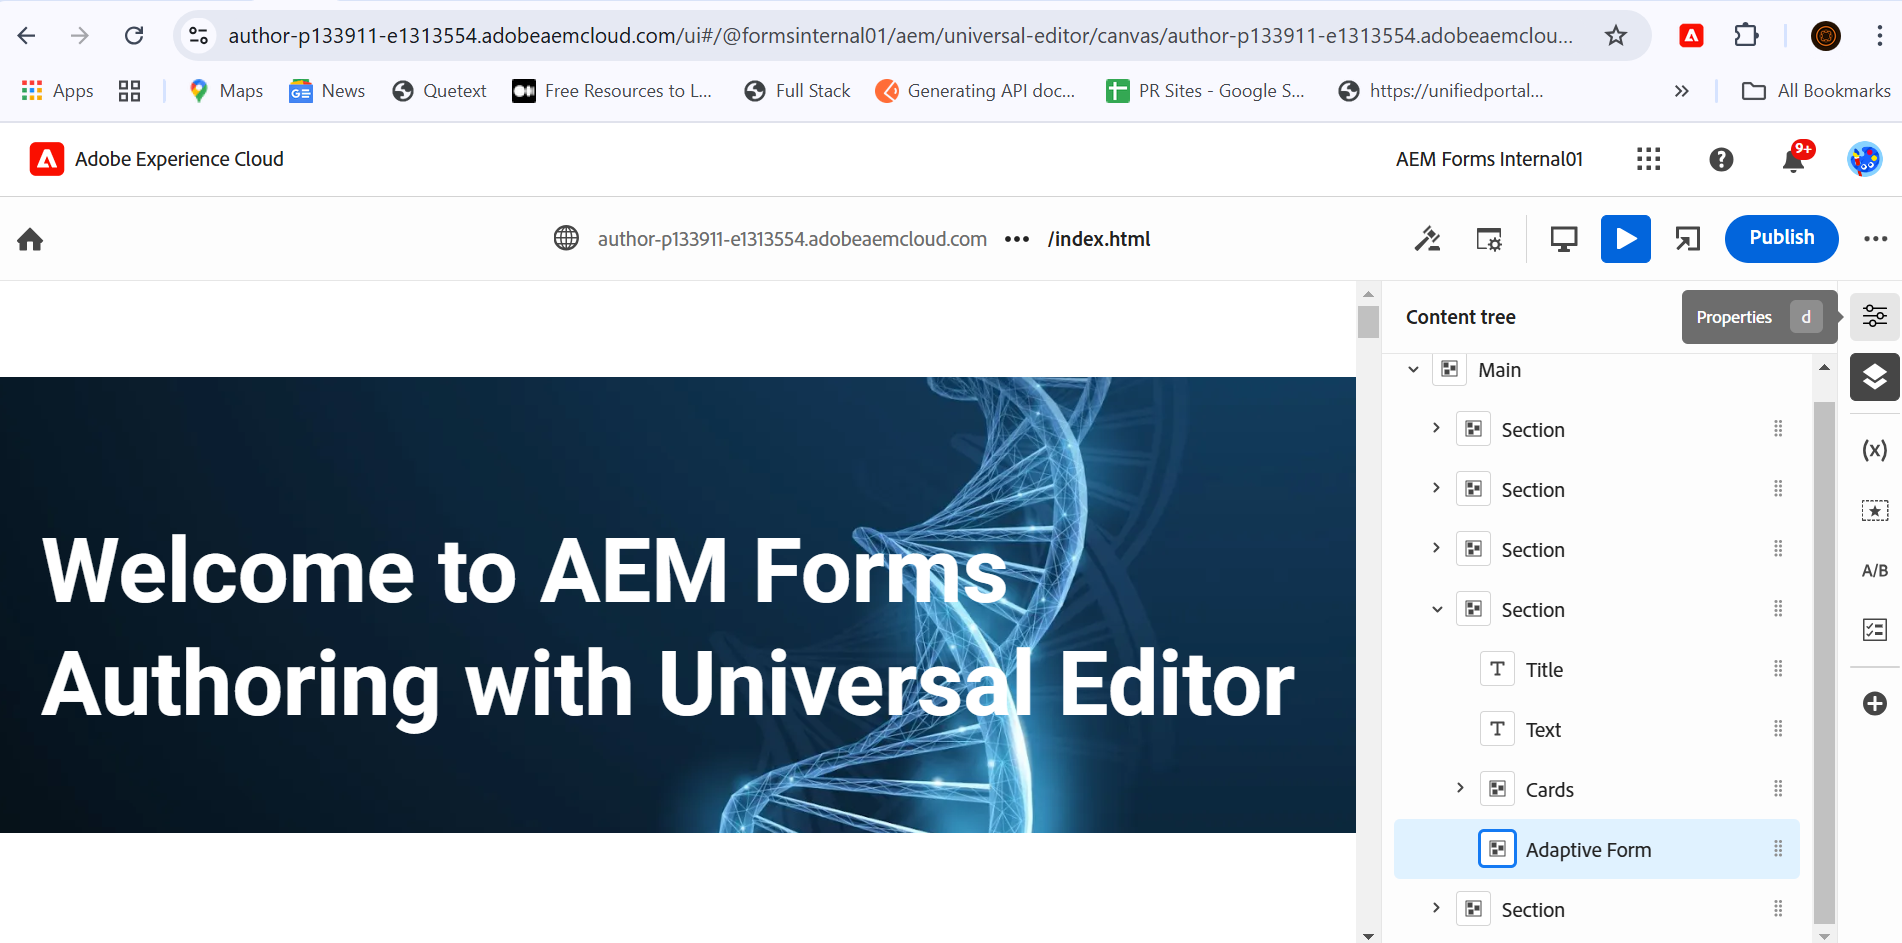 author-p133911-e1313554.adobeaemcloud.com/ui#/@formsinternal01/aem/universal-editor/canvas/author-p133911-e1313554.adobeaemclou...
Apps
Maps
News
Quetext
Free Resources to L...
Full Stack
Generating API doc...
PR Sites - Google S...
https://unifiedportal...
All Bookmarks
Adobe Experience Cloud
AEM Forms Internal01
9+
author-p133911-e1313554.adobeaemcloud.com ••• /index.html
Publish
Content tree
Properties d
Main
Section
Section
Section
Section
Title
Text
Cards
Adaptive Form
Section
(x)
A/B
Welcome to AEM Forms
Authoring with Universal Editor